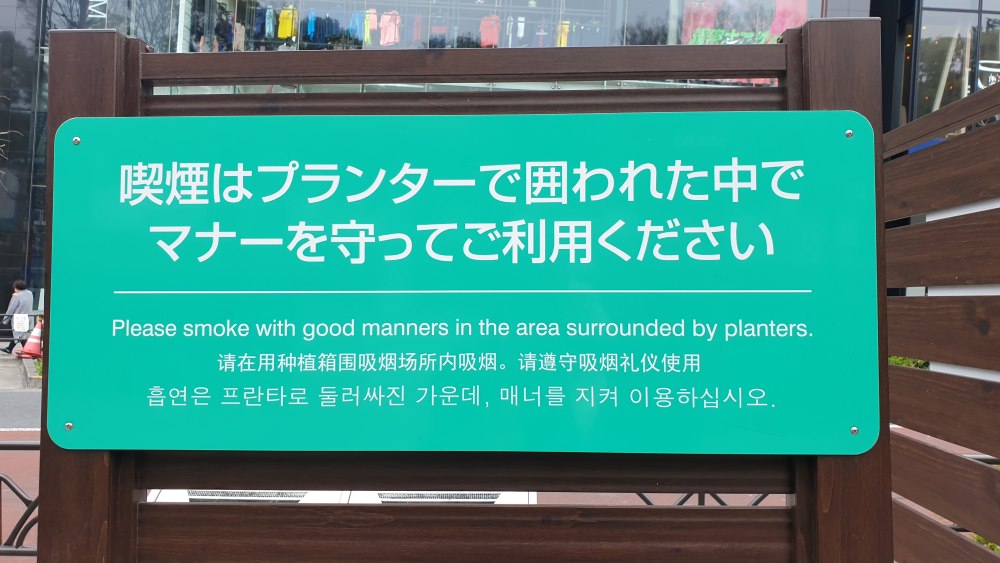 喫煙はプランターで囲われた中で
マナーを守ってご利用ください
Please smoke with good manners in the area surrounded by planters.
请在用种植箱围吸烟场所内吸烟。请遵守吸烟礼仪使用
흡연은 프란타로 둘러싸진 가운데, 매너를 지켜 이용하십시오.